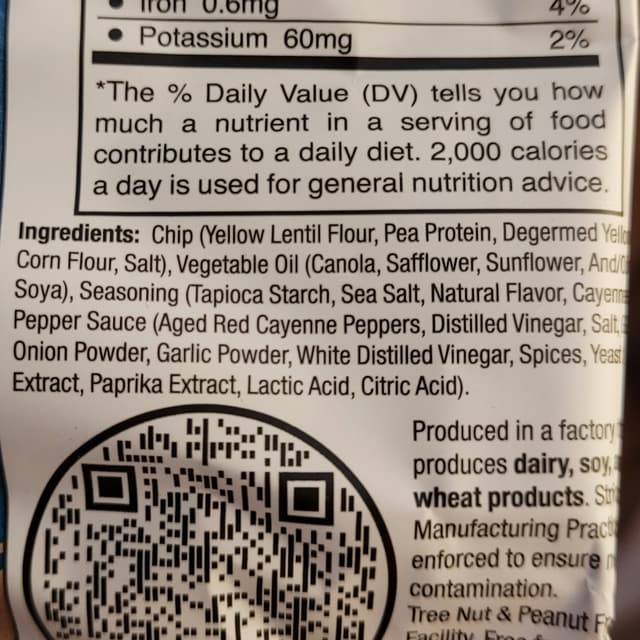 • Iron 0.6mg 4%
• Potassium 60mg 2%
*The % Daily Value (DV) tells you how
much a nutrient in a serving of food
contributes to a daily diet. 2,000 calories
a day is used for general nutrition advice.
Ingredients: Chip (Yellow Lentil Flour, Pea Protein, Degermed
Corn Flour, Salt), Vegetable Oil (Canola, Safflower, Sunflower, And/
Soya), Seasoning (Tapioca Starch, Sea Salt, Natural Flavor,
Pepper Sauce (Aged Red Cayenne Peppers, Distilled Vinegar, Salt,
Onion Powder, Garlic Powder, White Distilled Vinegar, Spices, Yeast
Extract, Paprika Extract, Lactic Acid, Citric Acid).
Produced in a factory
produces dairy, soy,
wheat products.
Manufacturing
enforced to ensure
contamination.
Tree Nut & Peanut
Facility